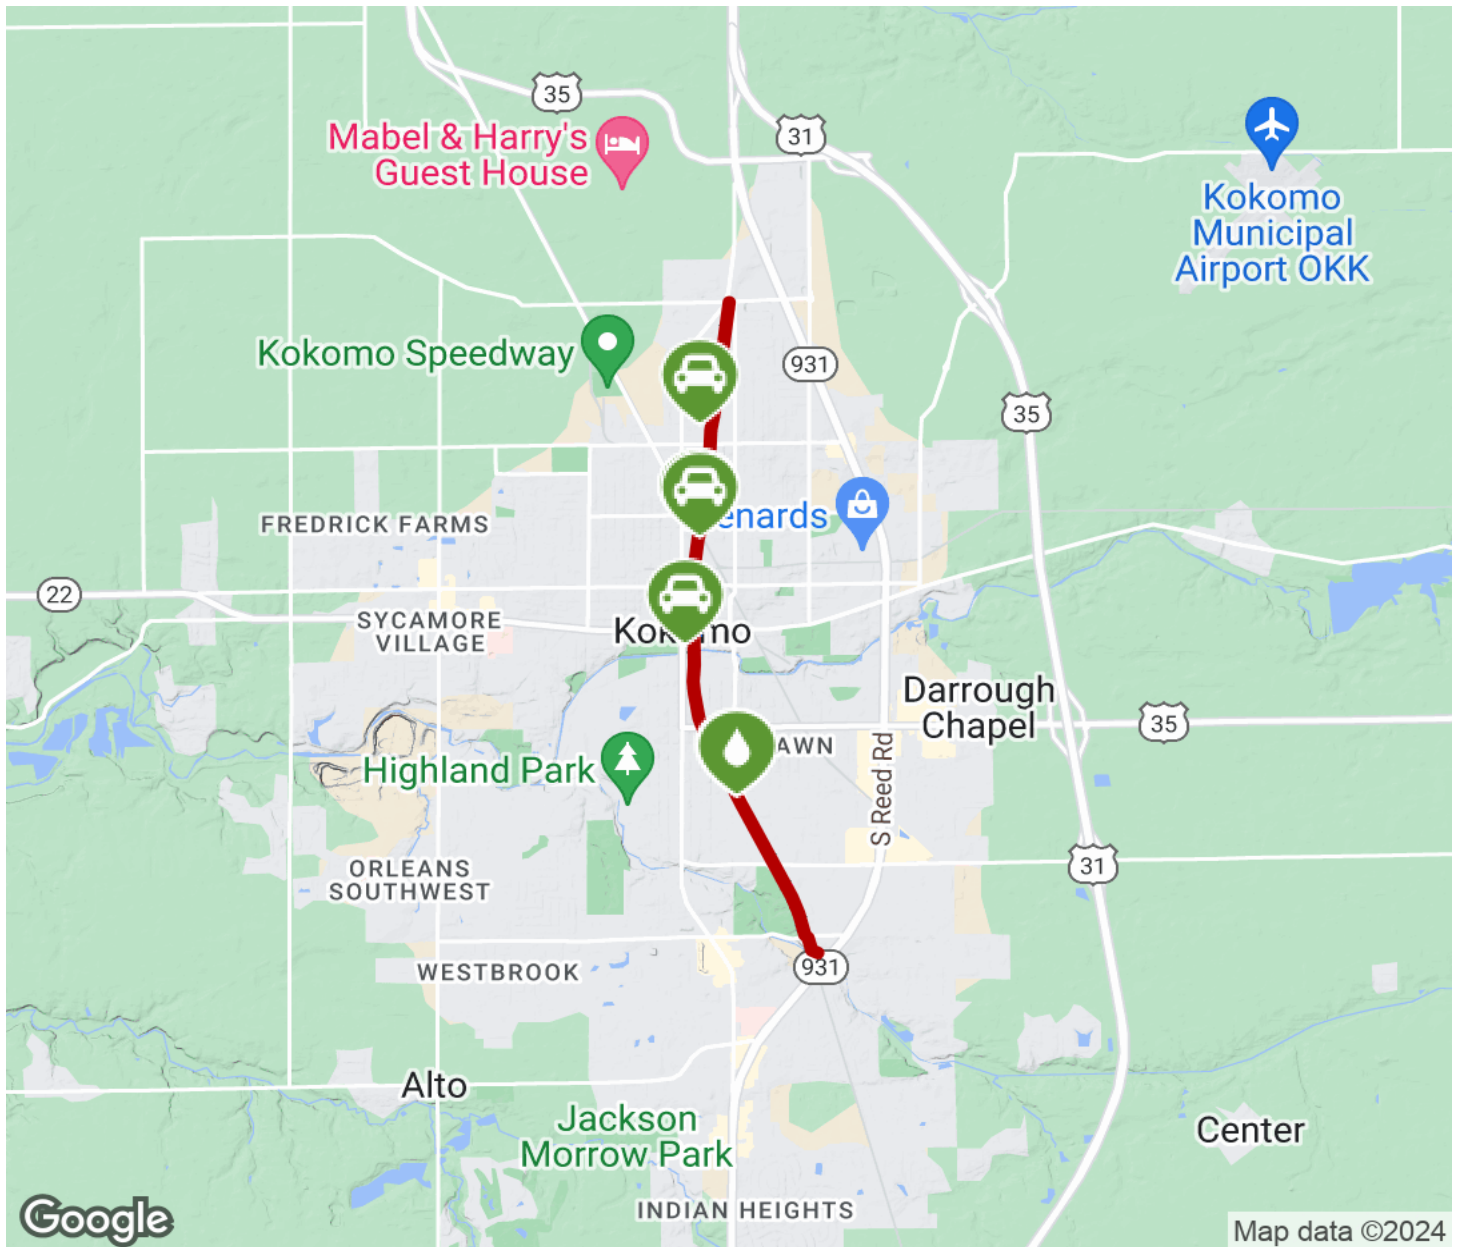 35
31
Mabel & Harry's
Guest House
Kokomo
Municipal
Airport OKK
Kokomo Speedway
931
35
enards
FREDRICK FARMS
22
SYCAMORE
VILLAGE
Kokomo
Darrough
Chapel
35
AWN
S Reed Rd
Highland Park
31
ORLEANS
SOUTHWEST
WESTBROOK
931
Alto
Jackson
Morrow Park
Center
INDIAN HEIGHTS
Google
Map data ©2024